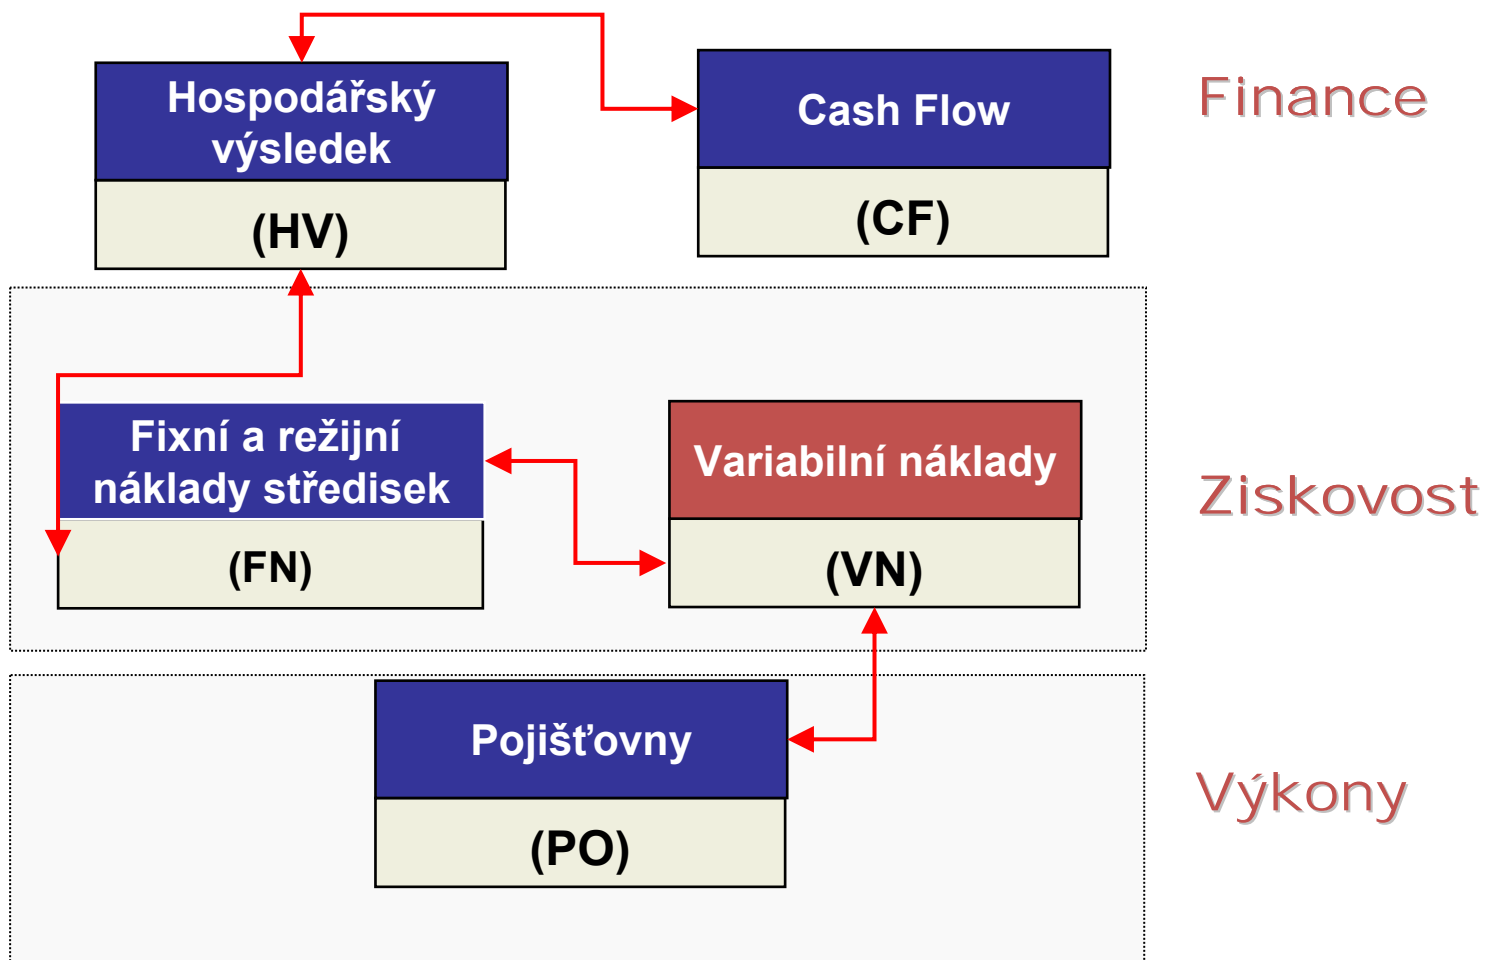 Hospodářský
výsledek
(HV)
Cash Flow
(CF)
Finance
Fixní a režijní
náklady středisek
(FN)
Variabilní náklady
(VN)
Ziskovost
Pojišťovny
(PO)
Výkony